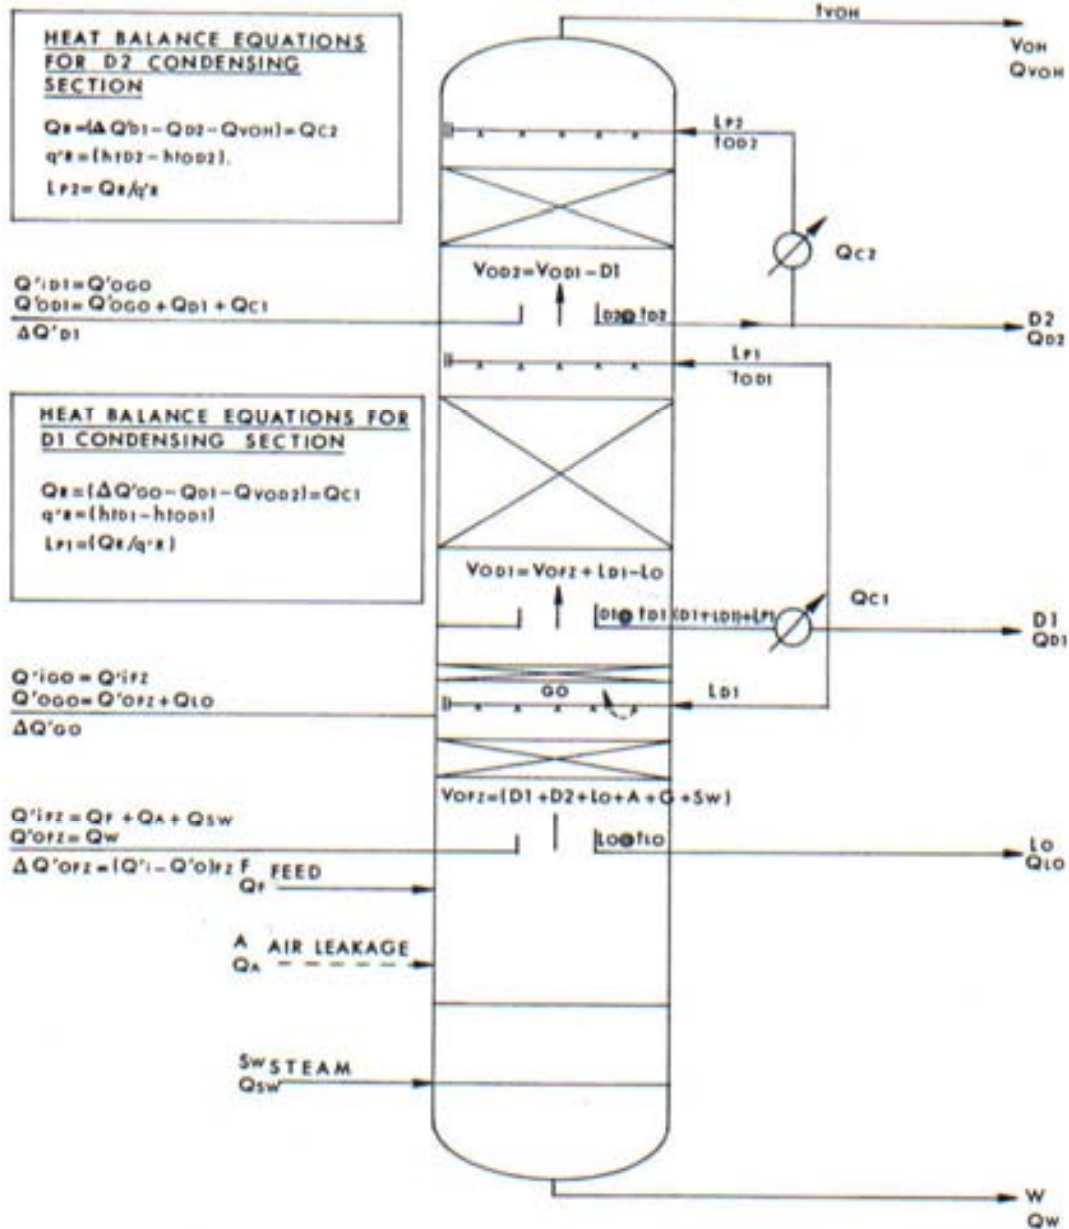 tVOH
VOH
QVOH
HEAT BALANCE EQUATIONS
FOR D2 CONDENSING
SECTION
QR=(ΔQ'D1-QD2-QVOH)=QC2
q'R=(htD2-htOD2).
LP2=QR/q'R
LP2
tOD2
QC2
VOD2=VOD1-D1
Q'iD1=Q'OGO
Q'OD1=Q'OGO+QD1+QC1
ΔQ'D1
D2@tD2
D2
QD2
LP1
tOD1
HEAT BALANCE EQUATIONS FOR
D1 CONDENSING SECTION
QR=(ΔQ'GO-QD1-QVOD2)=QC1
q'R=(htD1-htOD1)
LP1=(QR/q'R)
VOD1=VOFZ+LD1-LO
QC1
D1@tD1 (D1+LD1)+LP1
D1
QD1
Q'iGO=Q'iFZ
Q'OGO=Q'OFZ+QLO
ΔQ'GO
GO
LD1
VOFZ=(D1+D2+LO+A+G+SW)
Q'iFZ=QF+QA+QSW
Q'OFZ=QW
ΔQ'OFZ=(Q'i-Q'O)FZ
LO@tLO
LO
QLO
F FEED
QF
A AIR LEAKAGE
QA
SW STEAM
QSW
W
QW